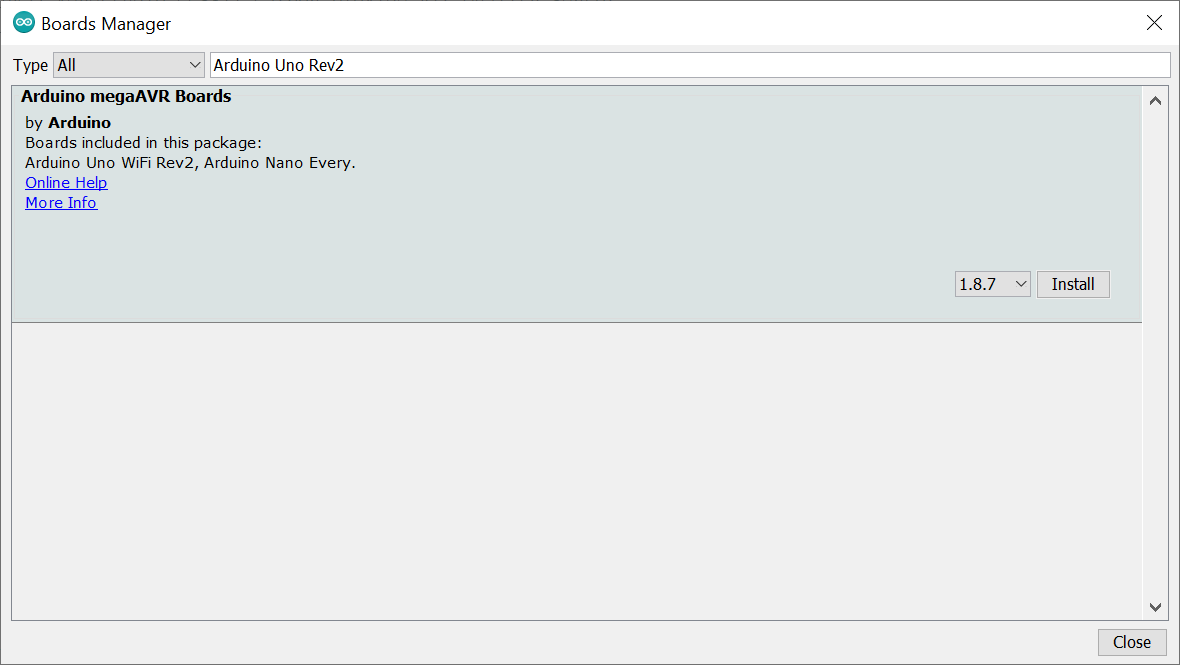 Boards Manager
Type All Arduino Uno Rev2
Arduino megaAVR Boards
by Arduino
Boards included in this package:
Arduino Uno WiFi Rev2, Arduino Nano Every.
Online Help
More Info
1.8.7 Install
Close